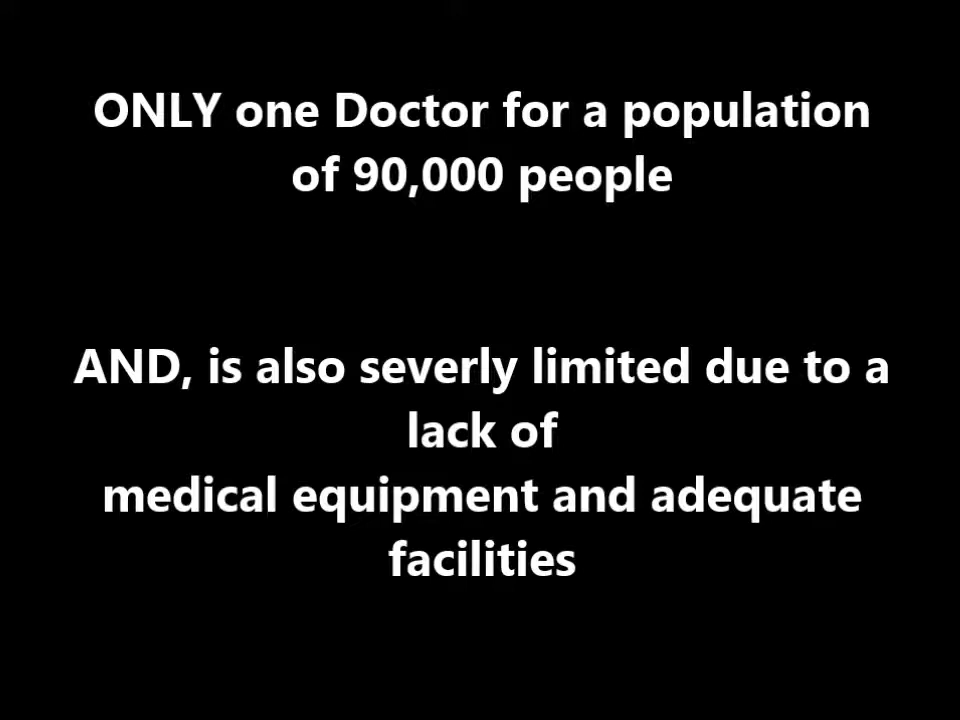 ONLY one Doctor for a population
of 90,000 people
AND, is also severly limited due to a
lack of
medical equipment and adequate
facilities